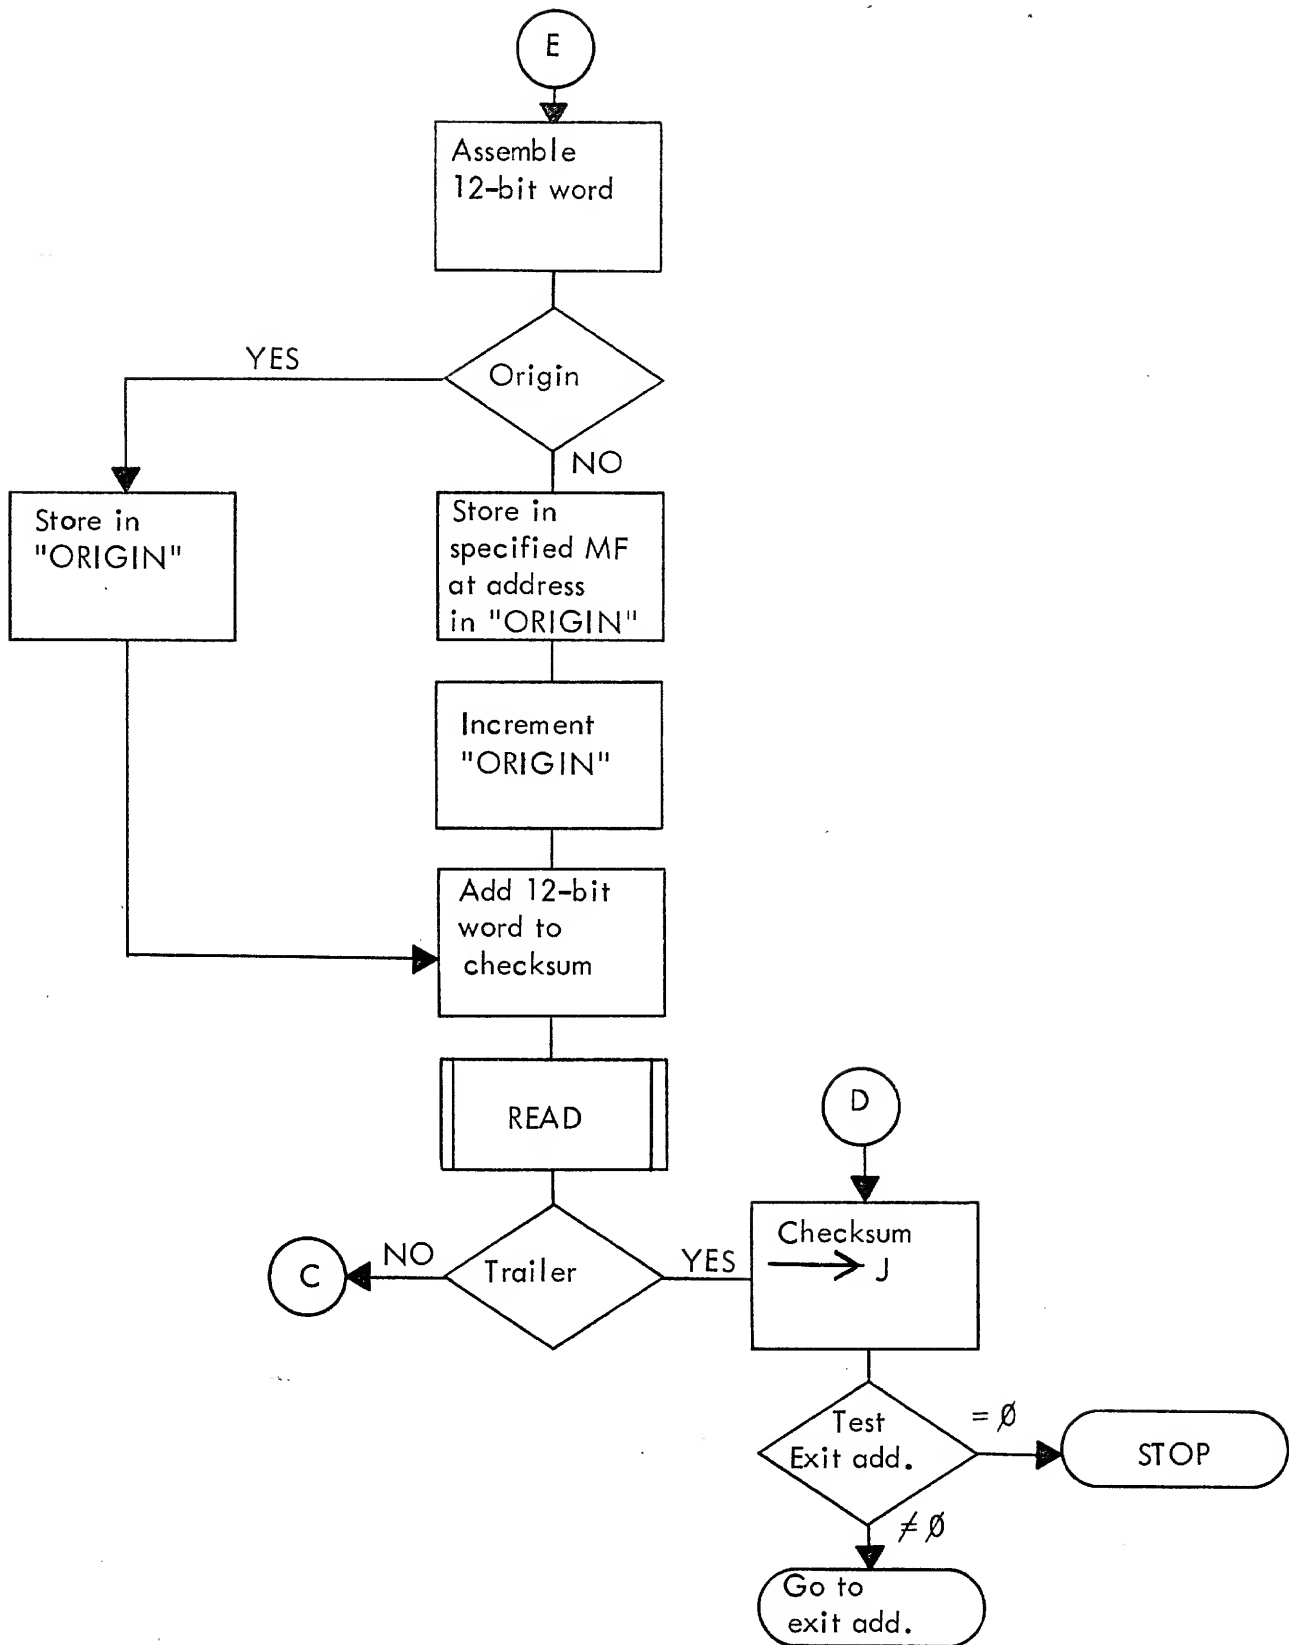 E
Assemble
12-bit word
Origin
YES
NO
Store in
"ORIGIN"
Store in
specified MF
at address
in "ORIGIN"
Increment
"ORIGIN"
Add 12-bit
word to
checksum
READ
D
C
NO
Trailer
YES
Checksum
→ J
Test
Exit add.
= Ø
STOP
≠ Ø
Go to
exit add.